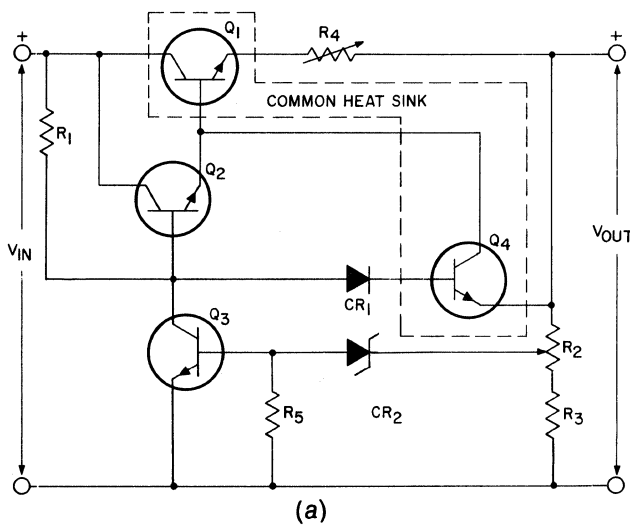 + Q1 R4 +
COMMON HEAT SINK
R1
Q2
VIN VOUT
Q4
CR1
Q3
R2
R5 CR2 R3
(a)